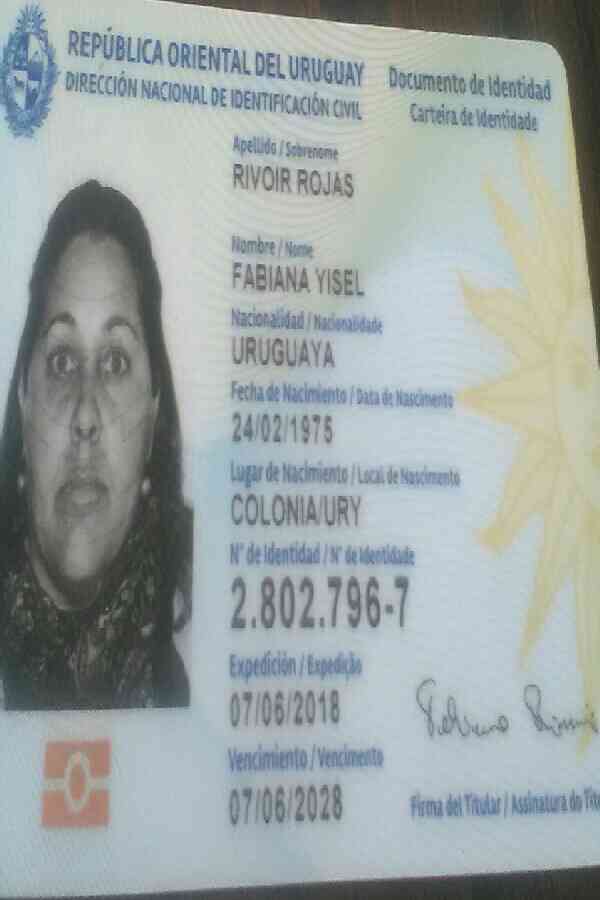 REPÚBLICA ORIENTAL DEL URUGUAY
DIRECCIÓN NACIONAL DE IDENTIFICACIÓN CIVIL
Documento de Identidad
Carteira de Identidade
Apellido / Sobrenome
RIVOIR ROJAS
Nombre / Nome
FABIANA YISEL
Nacionalidad / Nacionalidade
URUGUAYA
Fecha de Nacimiento / Data de Nascimento
24/02/1975
Lugar de Nacimiento / Local de Nascimento
COLONIA/URY
N° de Identidad / N° de Identidade
2.802.796-7
Expedición / Expedição
07/06/2018
Vencimiento / Vencimento
07/06/2028
Firma del Titular / Assinatura do